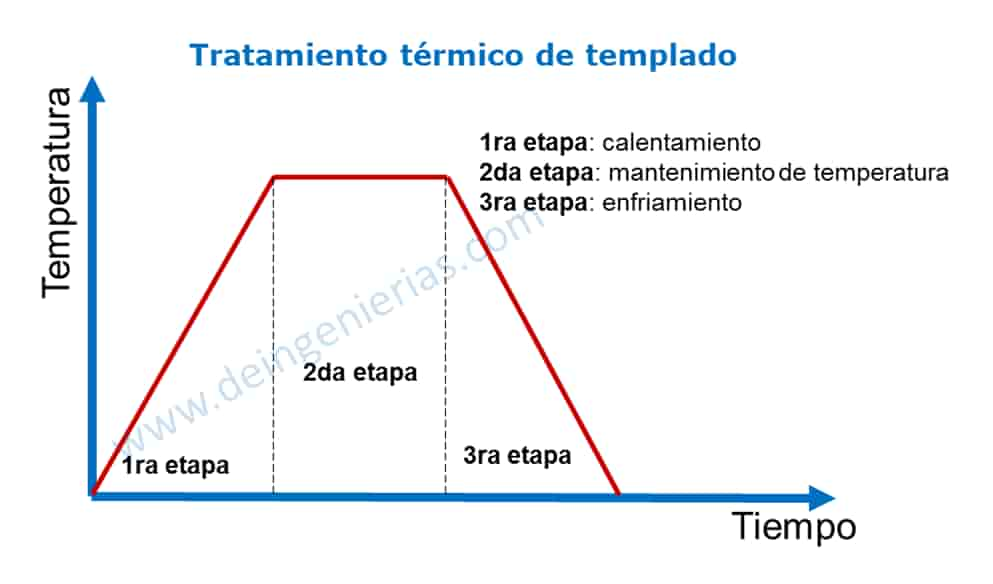 Tratamiento térmico de templado
Temperatura
1ra etapa: calentamiento
2da etapa: mantenimiento de temperatura
3ra etapa: enfriamiento
www.deingenierias.com
2da etapa
1ra etapa
3ra etapa
Tiempo